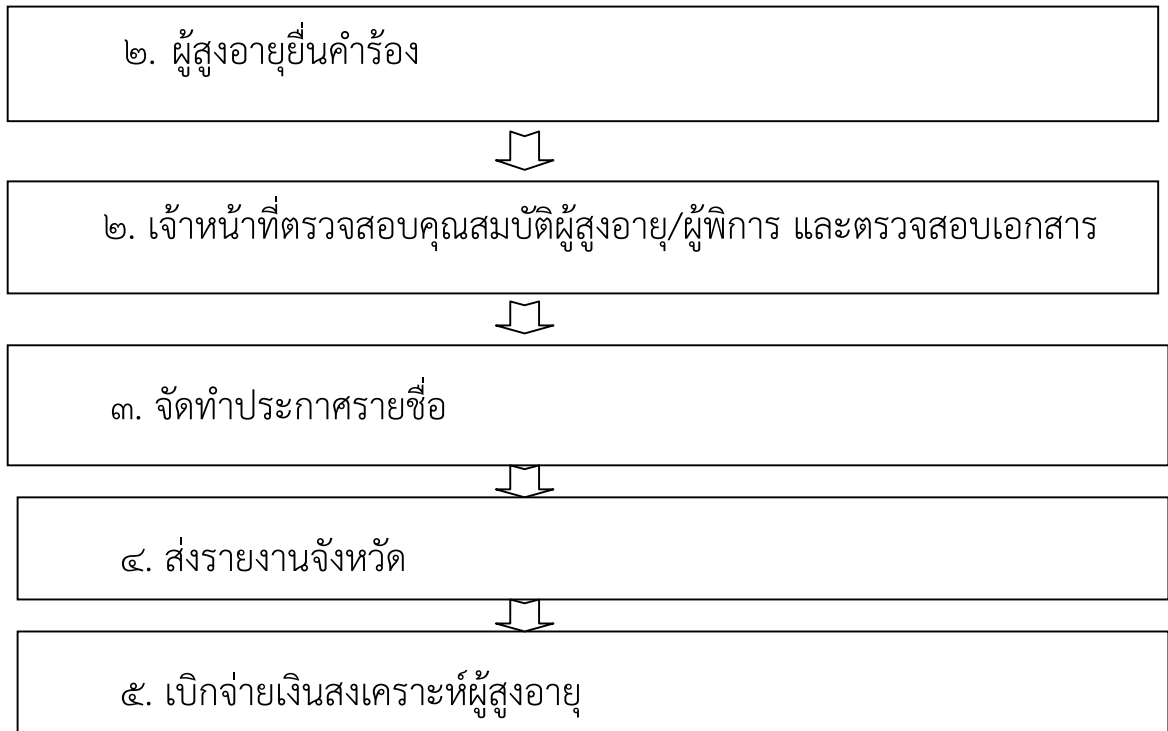 ๒. ผู้สูงอายุยื่นคำร้อง
๒. เจ้าหน้าที่ตรวจสอบคุณสมบัติผู้สูงอายุ/ผู้พิการ และตรวจสอบเอกสาร
๓. จัดทำประกาศรายชื่อ
๔. ส่งรายงานจังหวัด
๕. เบิกจ่ายเงินสงเคราะห์ผู้สูงอายุ